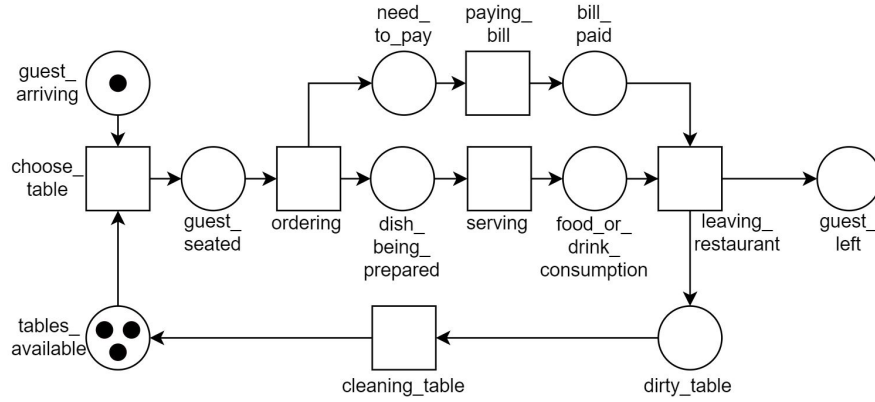 need_
to_pay
paying_
bill
bill_
paid
guest_
arriving
choose_
table
guest_
seated
ordering
dish_
being_
prepared
serving
food_or_
drink_
consumption
leaving_
restaurant
guest_
left
tables_
available
cleaning_table
dirty_table